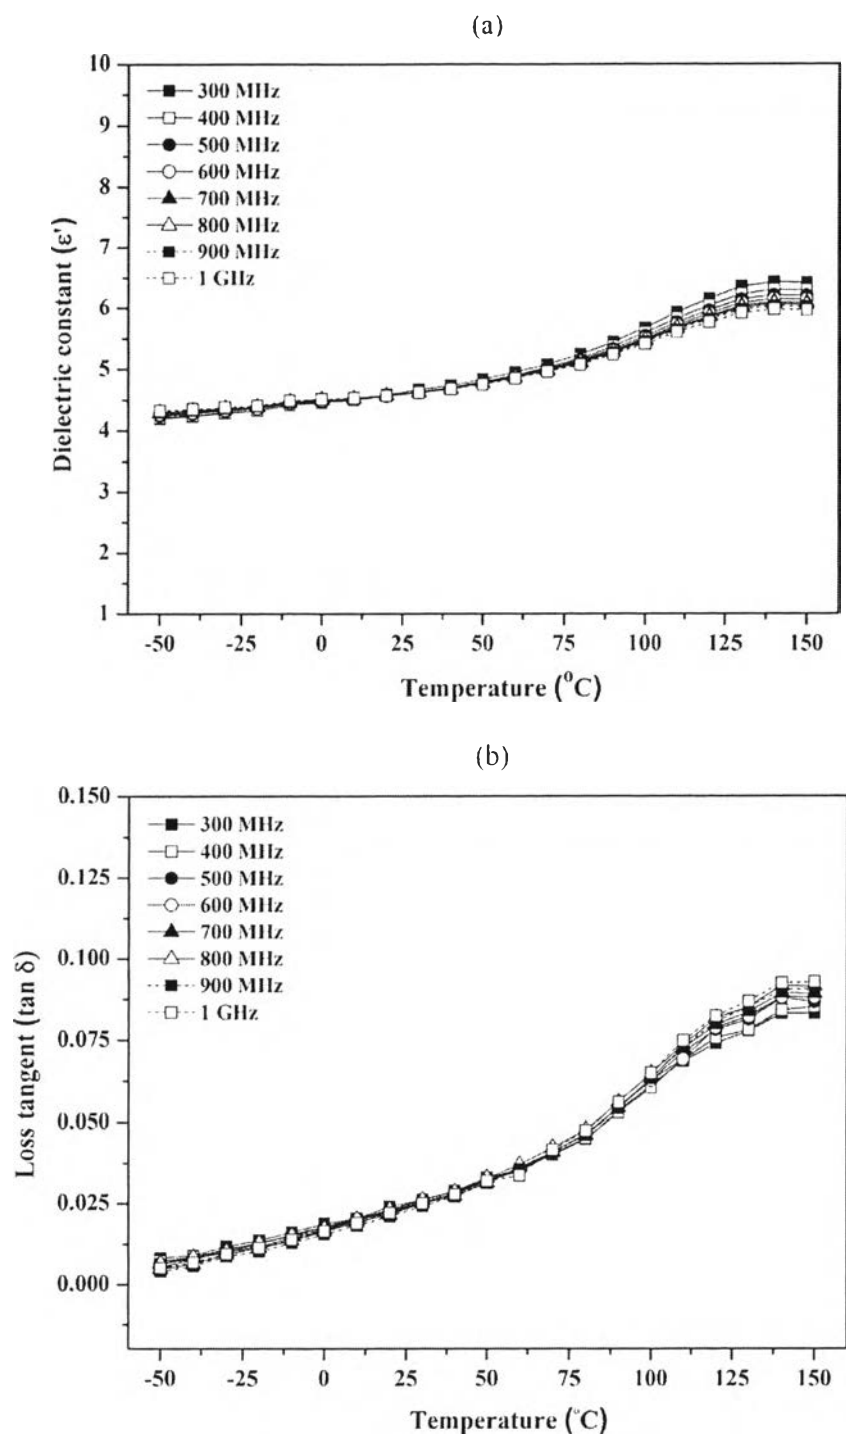 (a)
10
9
8
7
6
5
4
3
2
1
Dielectric constant (ε')
300 MHz
400 MHz
500 MHz
600 MHz
700 MHz
800 MHz
900 MHz
1 GHz
-50 -25 0 25 50 75 100 125 150
Temperature (°C)
(b)
0.150
0.125
0.100
0.075
0.050
0.025
0.000
Loss tangent (tan δ)
300 MHz
400 MHz
500 MHz
600 MHz
700 MHz
800 MHz
900 MHz
1 GHz
-50 -25 0 25 50 75 100 125 150
Temperature (°C)